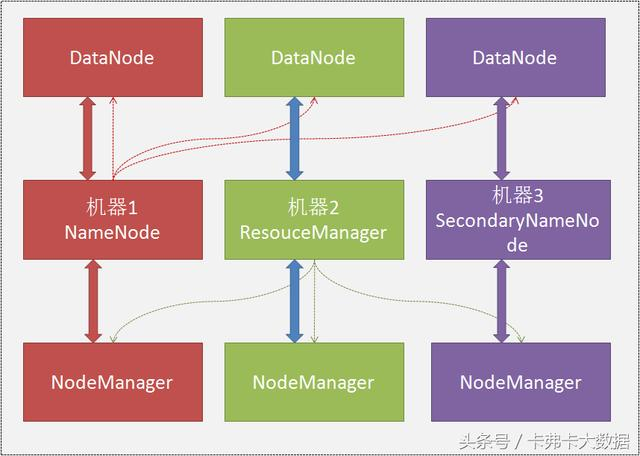 DataNode
DataNode
DataNode
机器1
NameNode
机器2
ResouceManager
机器3
SecondaryNameNo
de
NodeManager
NodeManager
NodeManager
头条号 / 卡弗卡大数据